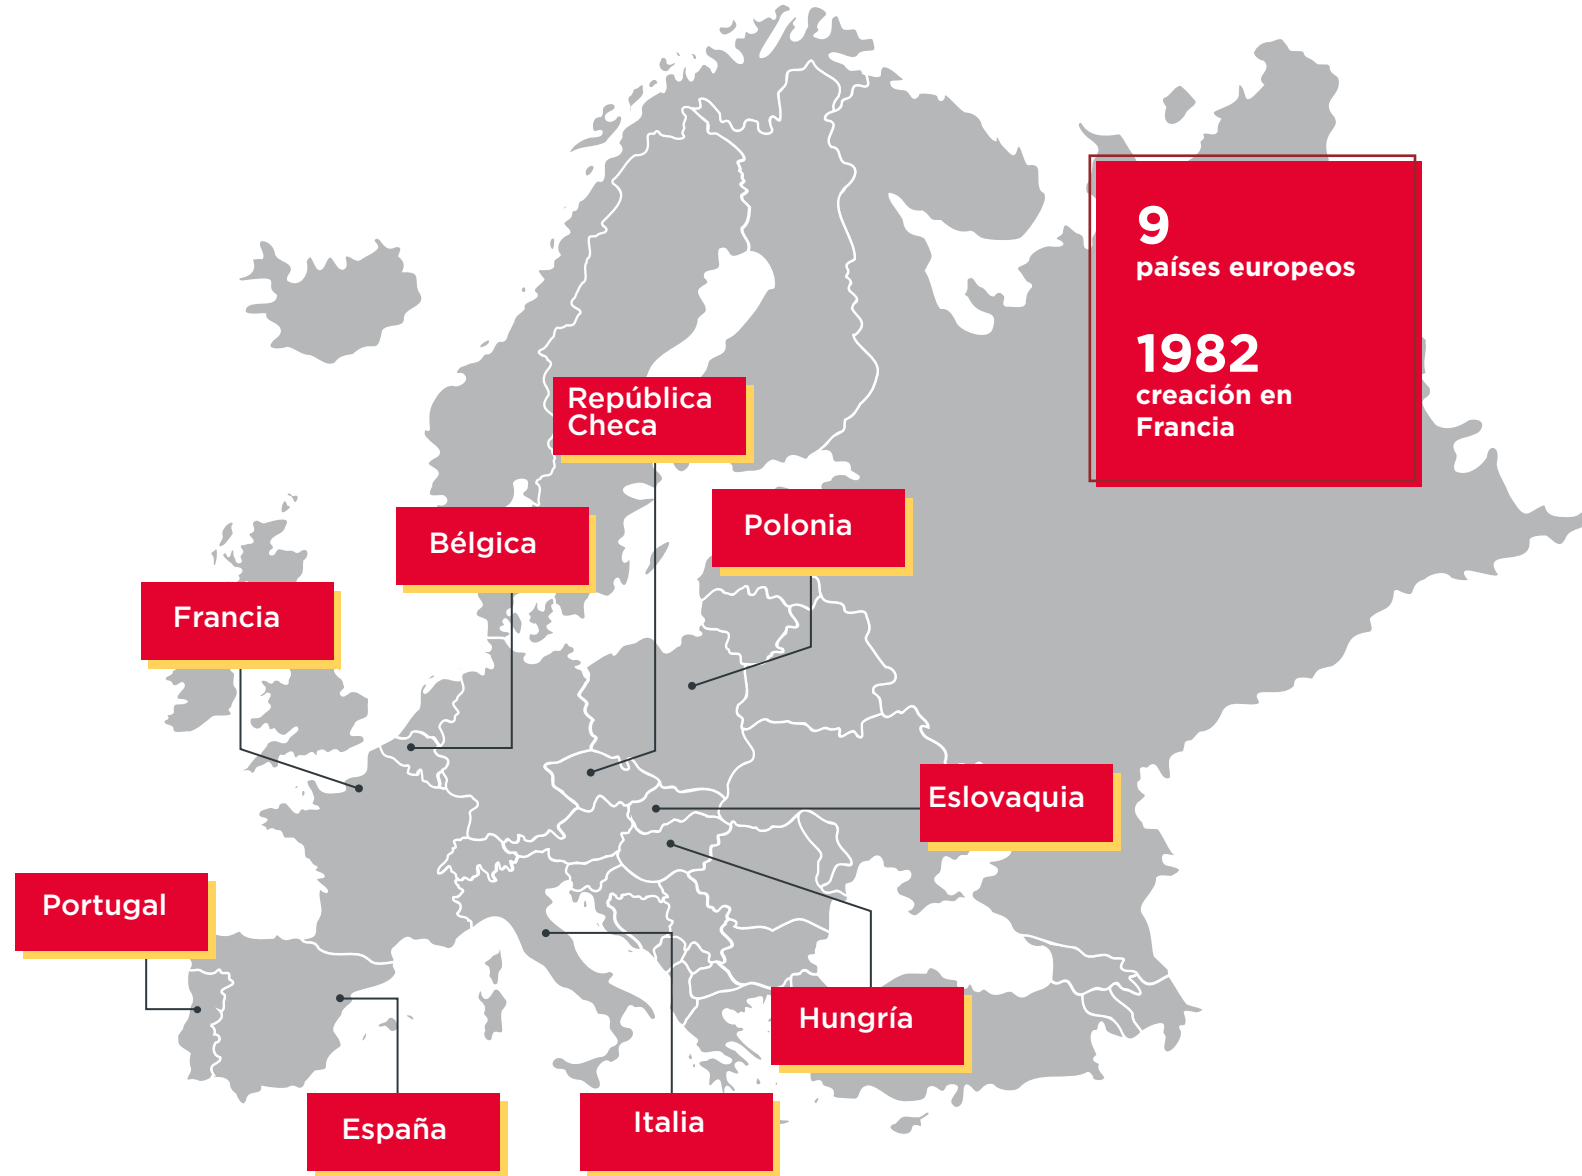 9
países europeos
1982
creación en
Francia
República
Checa
Polonia
Bélgica
Francia
Eslovaquia
Portugal
Hungría
España
Italia